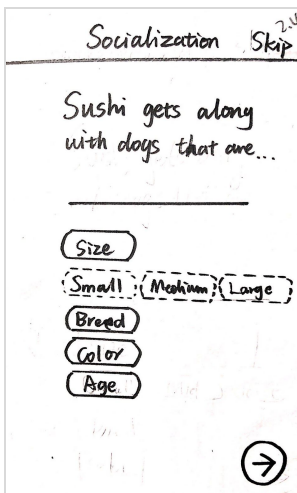 Socialization Skip
Sushi gets along
with dogs that are...
Size
Small Medium Large
Breed
Color
Age